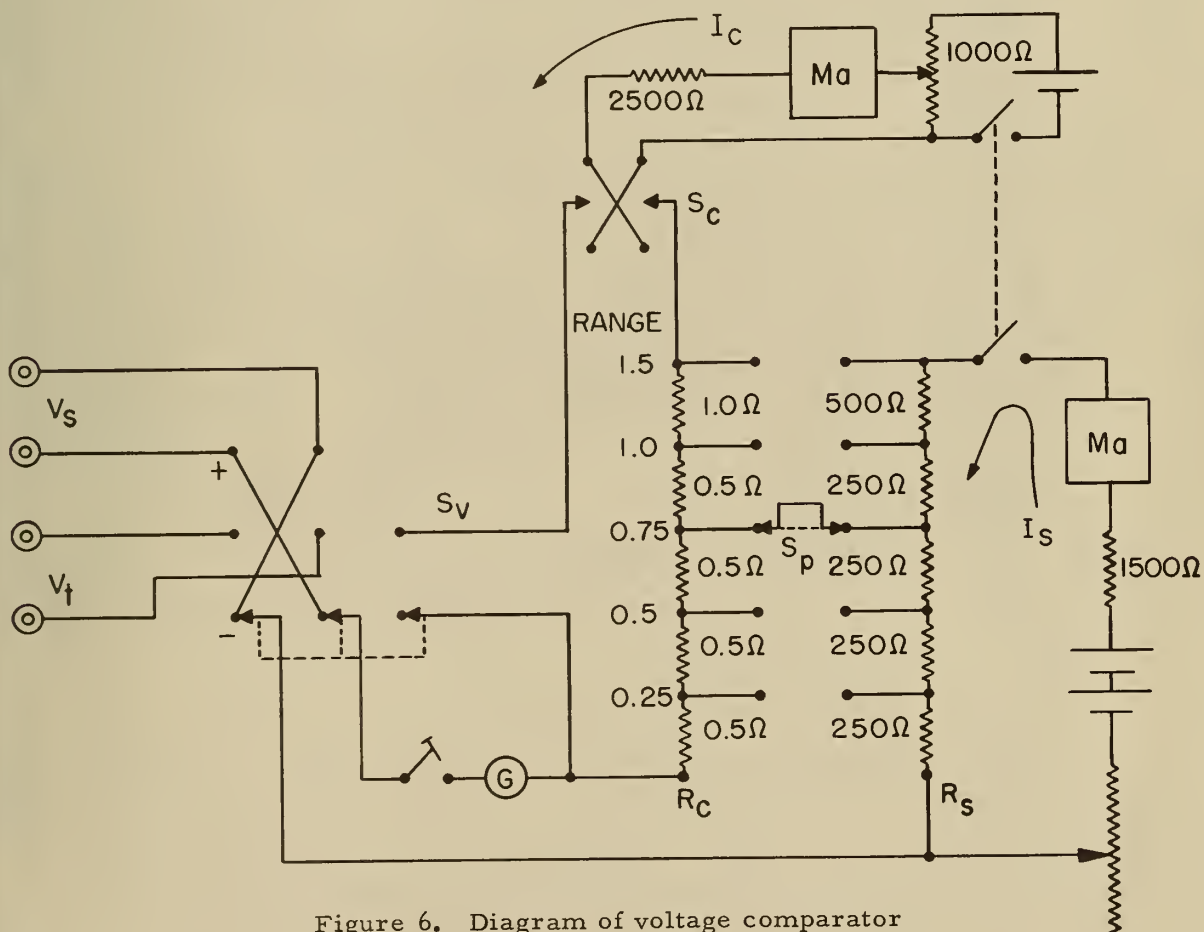 I_C
1000Ω
Ma
2500Ω
S_C
RANGE
1.5
1.0Ω
500Ω
Ma
V_S
1.0
+
0.5Ω
250Ω
S_V
0.75
S_P
I_S
0.5Ω
250Ω
1500Ω
V_t
0.5
-
0.5Ω
250Ω
0.25
0.5Ω
250Ω
G
R_C
R_S
Figure 6. Diagram of voltage comparator